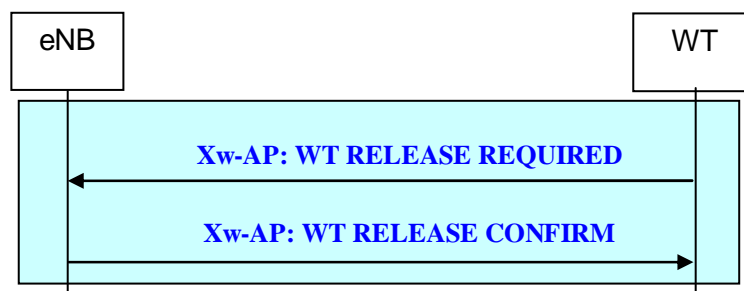 eNB
WT
Xw-AP: WT RELEASE REQUIRED
Xw-AP: WT RELEASE CONFIRM